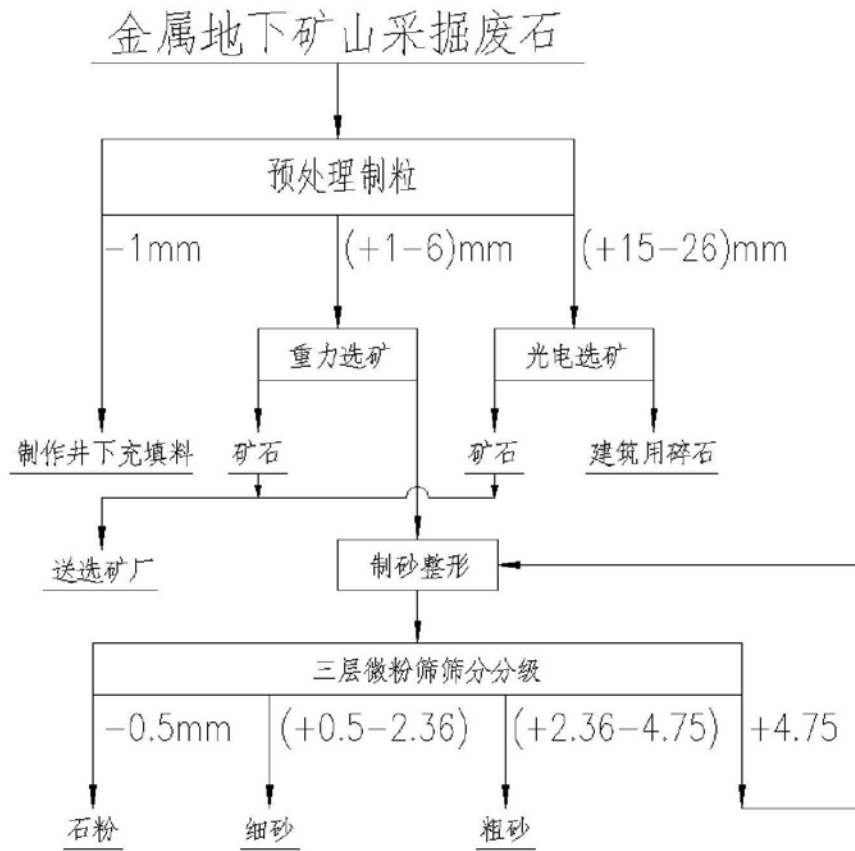 金属地下矿山采掘废石
预处理制粒
-1mm (+1-6)mm (+15-26)mm
重力选矿 光电选矿
制作井下充填料 矿石 矿石 建筑用碎石
送选矿厂 制砂整形
三层微粉筛筛分分级
-0.5mm (+0.5-2.36) (+2.36-4.75) +4.75
石粉 细砂 粗砂